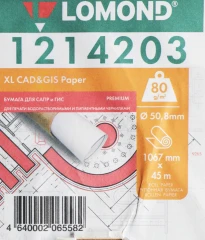 LOMOND
1214203
XL CAD&GIS Paper
80
g/m²
БУМАГА ДЛЯ САПР и ГИС
PREMIUM
Ø 50,8mm
1067 mm
x
45 m
4 640002 065582